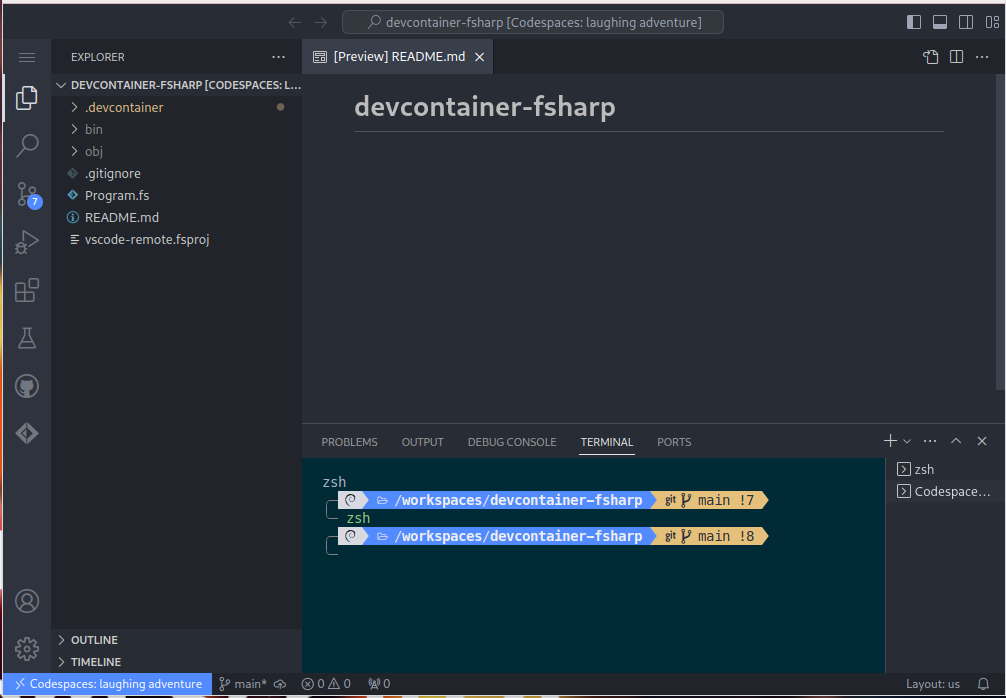 devcontainer-fsharp [Codespaces: laughing adventure]
EXPLORER
[Preview] README.md
DEVCONTAINER-FSHARP [CODESPACES: L...
.devcontainer
bin
obj
.gitignore
Program.fs
README.md
vscode-remote.fsproj
7
OUTLINE
TIMELINE
devcontainer-fsharp
PROBLEMS OUTPUT DEBUG CONSOLE TERMINAL PORTS
zsh
/workspaces/devcontainer-fsharp git main !7
zsh
/workspaces/devcontainer-fsharp git main !8
zsh
Codespace...
Codespaces: laughing adventure main* 0 0 0 Layout: us